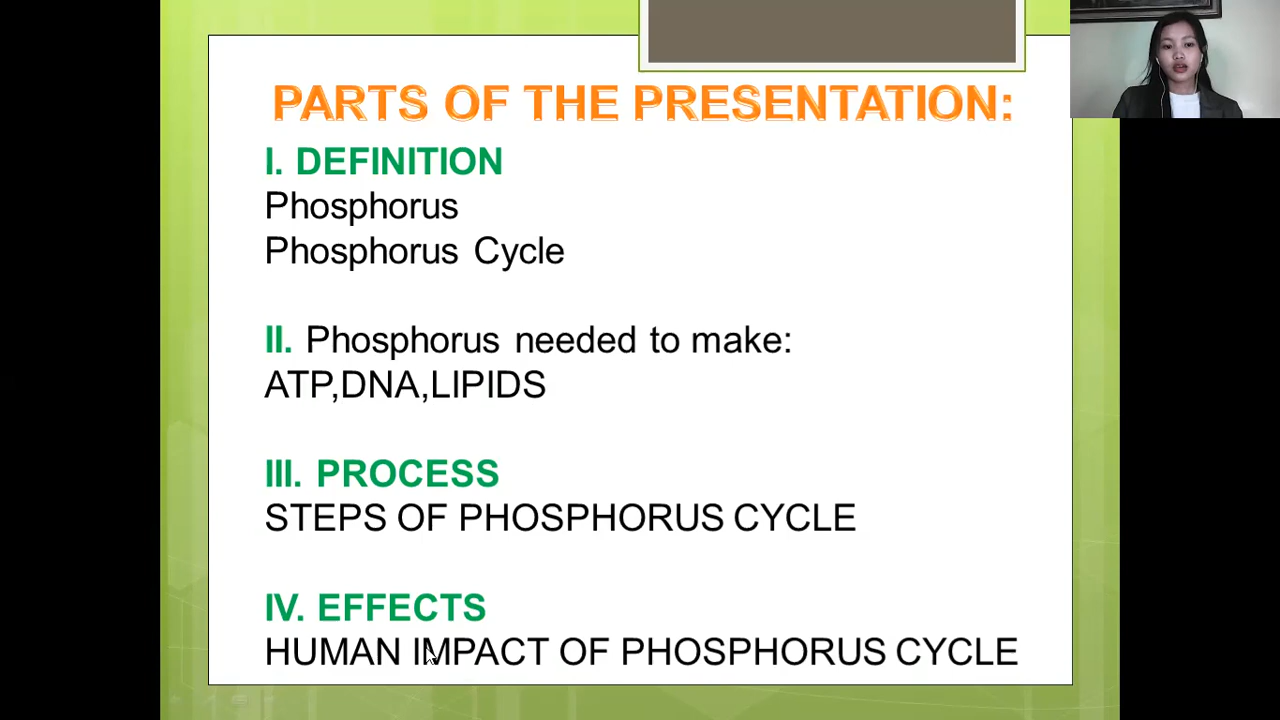 PARTS OF THE PRESENTATION:
I. DEFINITION
Phosphorus
Phosphorus Cycle
II. Phosphorus needed to make:
ATP,DNA,LIPIDS
III. PROCESS
STEPS OF PHOSPHORUS CYCLE
IV. EFFECTS
HUMAN IMPACT OF PHOSPHORUS CYCLE